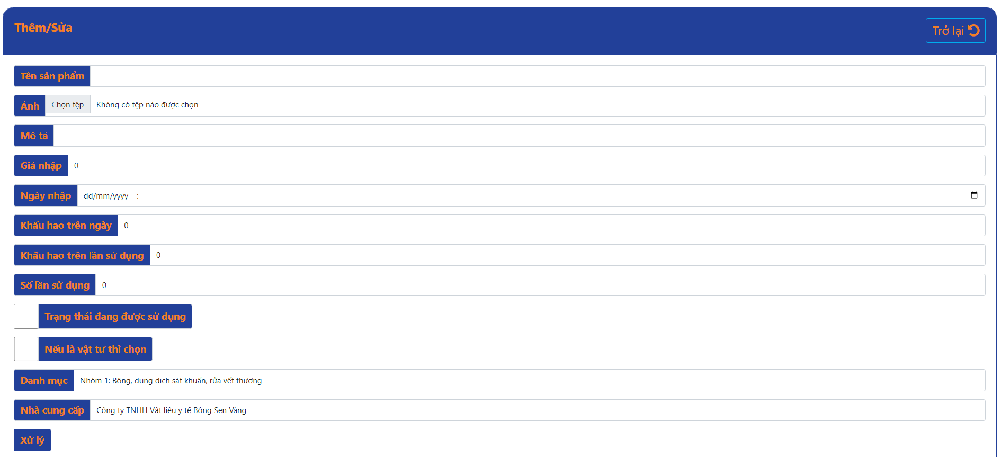 Thêm/Sửa
Trở lại
Tên sản phẩm
Ảnh Chọn tệp Không có tệp nào được chọn
Mô tả
Giá nhập 0
Ngày nhập dd/mm/yyyy --:-- --
Khấu hao trên ngày 0
Khấu hao trên lần sử dụng 0
Số lần sử dụng 0
Trạng thái đang được sử dụng
Nếu là vật tư thì chọn
Danh mục Nhóm 1: Bông, dung dịch sát khuẩn, rửa vết thương
Nhà cung cấp Công ty TNHH Vật liệu y tế Bông Sen Vàng
Xử lý